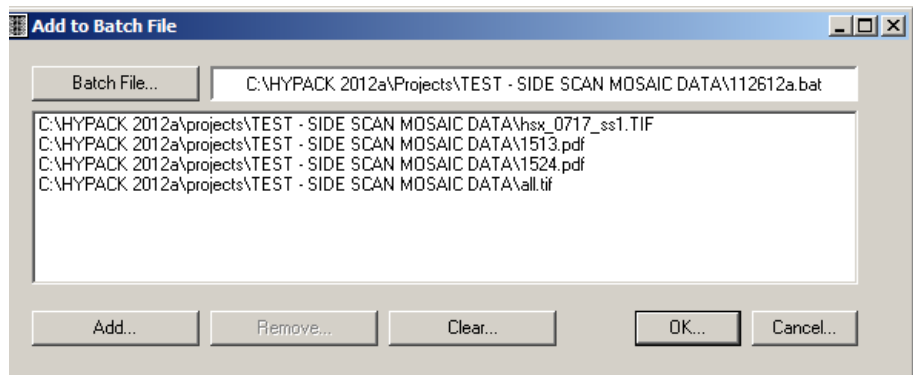 Add to Batch File
Batch File...
C:\HYPACK 2012a\Projects\TEST - SIDE SCAN MOSAIC DATA\112612a.bat
C:\HYPACK 2012a\projects\TEST - SIDE SCAN MOSAIC DATA\hsx_0717_ss1.TIF
C:\HYPACK 2012a\projects\TEST - SIDE SCAN MOSAIC DATA\1513.pdf
C:\HYPACK 2012a\projects\TEST - SIDE SCAN MOSAIC DATA\1524.pdf
C:\HYPACK 2012a\projects\TEST - SIDE SCAN MOSAIC DATA\all.tif
Add... Remove... Clear... OK... Cancel...